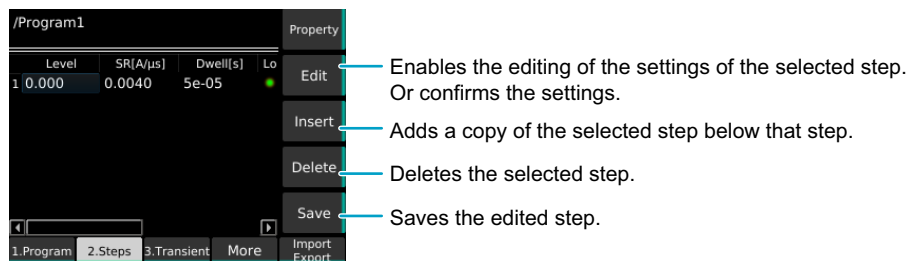 /Program1
Property
Level SR[A/µs] Dwell[s] Lo
1 0.000 0.0040 5e-05
Edit
Enables the editing of the settings of the selected step.
Or confirms the settings.
Insert
Adds a copy of the selected step below that step.
Delete
Deletes the selected step.
Save
Saves the edited step.
1.Program 2.Steps 3.Transient More
Import
Export